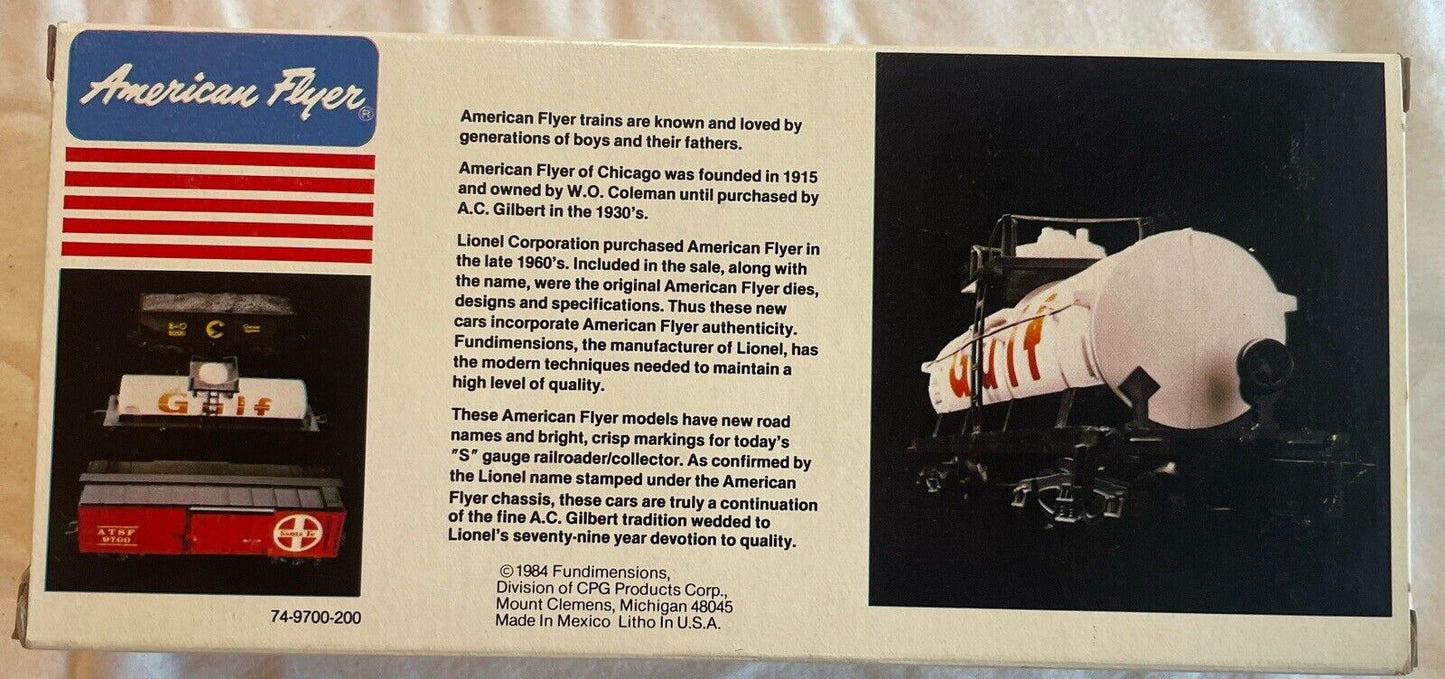 American Flyer®
American Flyer trains are known and loved by
generations of boys and their fathers.
American Flyer of Chicago was founded in 1915
and owned by W.O. Coleman until purchased by
A.C. Gilbert in the 1930's.
Lionel Corporation purchased American Flyer in
the late 1960's. Included in the sale, along with
the name, were the original American Flyer dies,
designs and specifications. Thus these new
cars incorporate American Flyer authenticity.
Fundimensions, the manufacturer of Lionel, has
the modern techniques needed to maintain a
high level of quality.
These American Flyer models have new road
names and bright, crisp markings for today's
"S" gauge railroader/collector. As confirmed by
the Lionel name stamped under the American
Flyer chassis, these cars are truly a continuation
of the fine A.C. Gilbert tradition wedded to
Lionel's seventy-nine year devotion to quality.
©1984 Fundimensions,
Division of CPG Products Corp.,
Mount Clemens, Michigan 48045
Made In Mexico Litho In U.S.A.
B&O
C
Gulf
ATSF
9700
Santa Fe
74-9700-200
Gulf